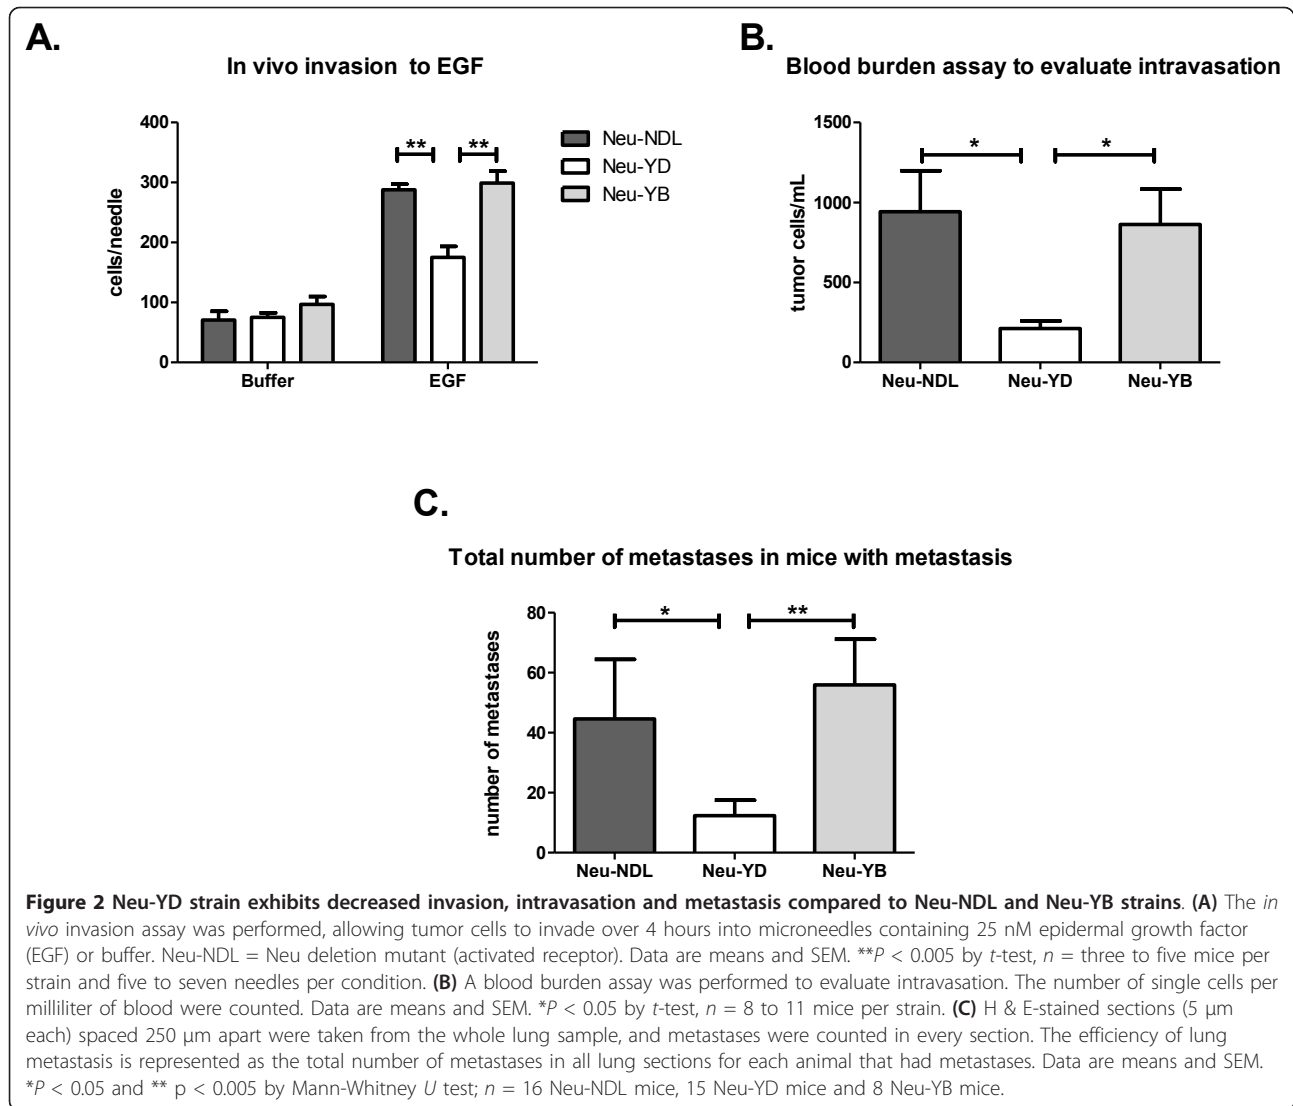 A.
In vivo invasion to EGF
400
300
200
100
0
cells/needle
**
**
Buffer
EGF
Neu-NDL
Neu-YD
Neu-YB
B.
Blood burden assay to evaluate intravasation
1500
1000
500
0
tumor cells/mL
*
*
Neu-NDL
Neu-YD
Neu-YB
C.
Total number of metastases in mice with metastasis
80
60
40
20
0
number of metastases
*
**
Neu-NDL
Neu-YD
Neu-YB
Figure 2 Neu-YD strain exhibits decreased invasion, intravasation and metastasis compared to Neu-NDL and Neu-YB strains. (A) The in
vivo invasion assay was performed, allowing tumor cells to invade over 4 hours into microneedles containing 25 nM epidermal growth factor
(EGF) or buffer. Neu-NDL = Neu deletion mutant (activated receptor). Data are means and SEM. **P < 0.005 by t-test, n = three to five mice per
strain and five to seven needles per condition. (B) A blood burden assay was performed to evaluate intravasation. The number of single cells per
milliliter of blood were counted. Data are means and SEM. *P < 0.05 by t-test, n = 8 to 11 mice per strain. (C) H & E-stained sections (5 μm
each) spaced 250 μm apart were taken from the whole lung sample, and metastases were counted in every section. The efficiency of lung
metastasis is represented as the total number of metastases in all lung sections for each animal that had metastases. Data are means and SEM.
*P < 0.05 and ** p < 0.005 by Mann-Whitney U test; n = 16 Neu-NDL mice, 15 Neu-YD mice and 8 Neu-YB mice.